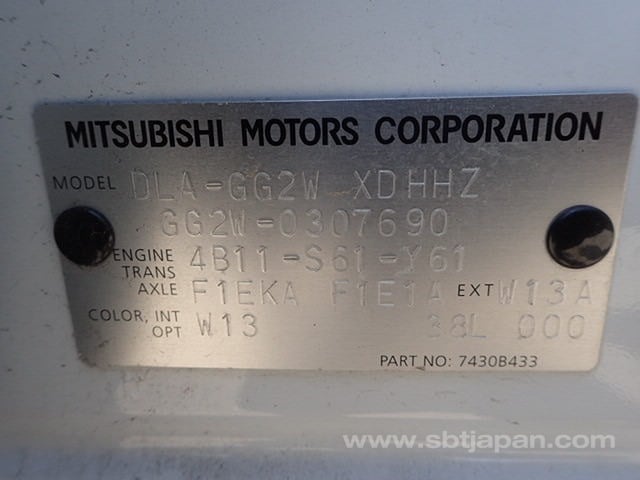 MITSUBISHI MOTORS CORPORATION
MODEL DLA-GG2W XDHHZ
GG2W-0307690
ENGINE 4B11-S61-Y61
TRANS
AXLE F1EKA F1E1A EXT W13A
COLOR, INT W13 38L 000
OPT
PART NO: 7430B433
www.sbtjapan.com